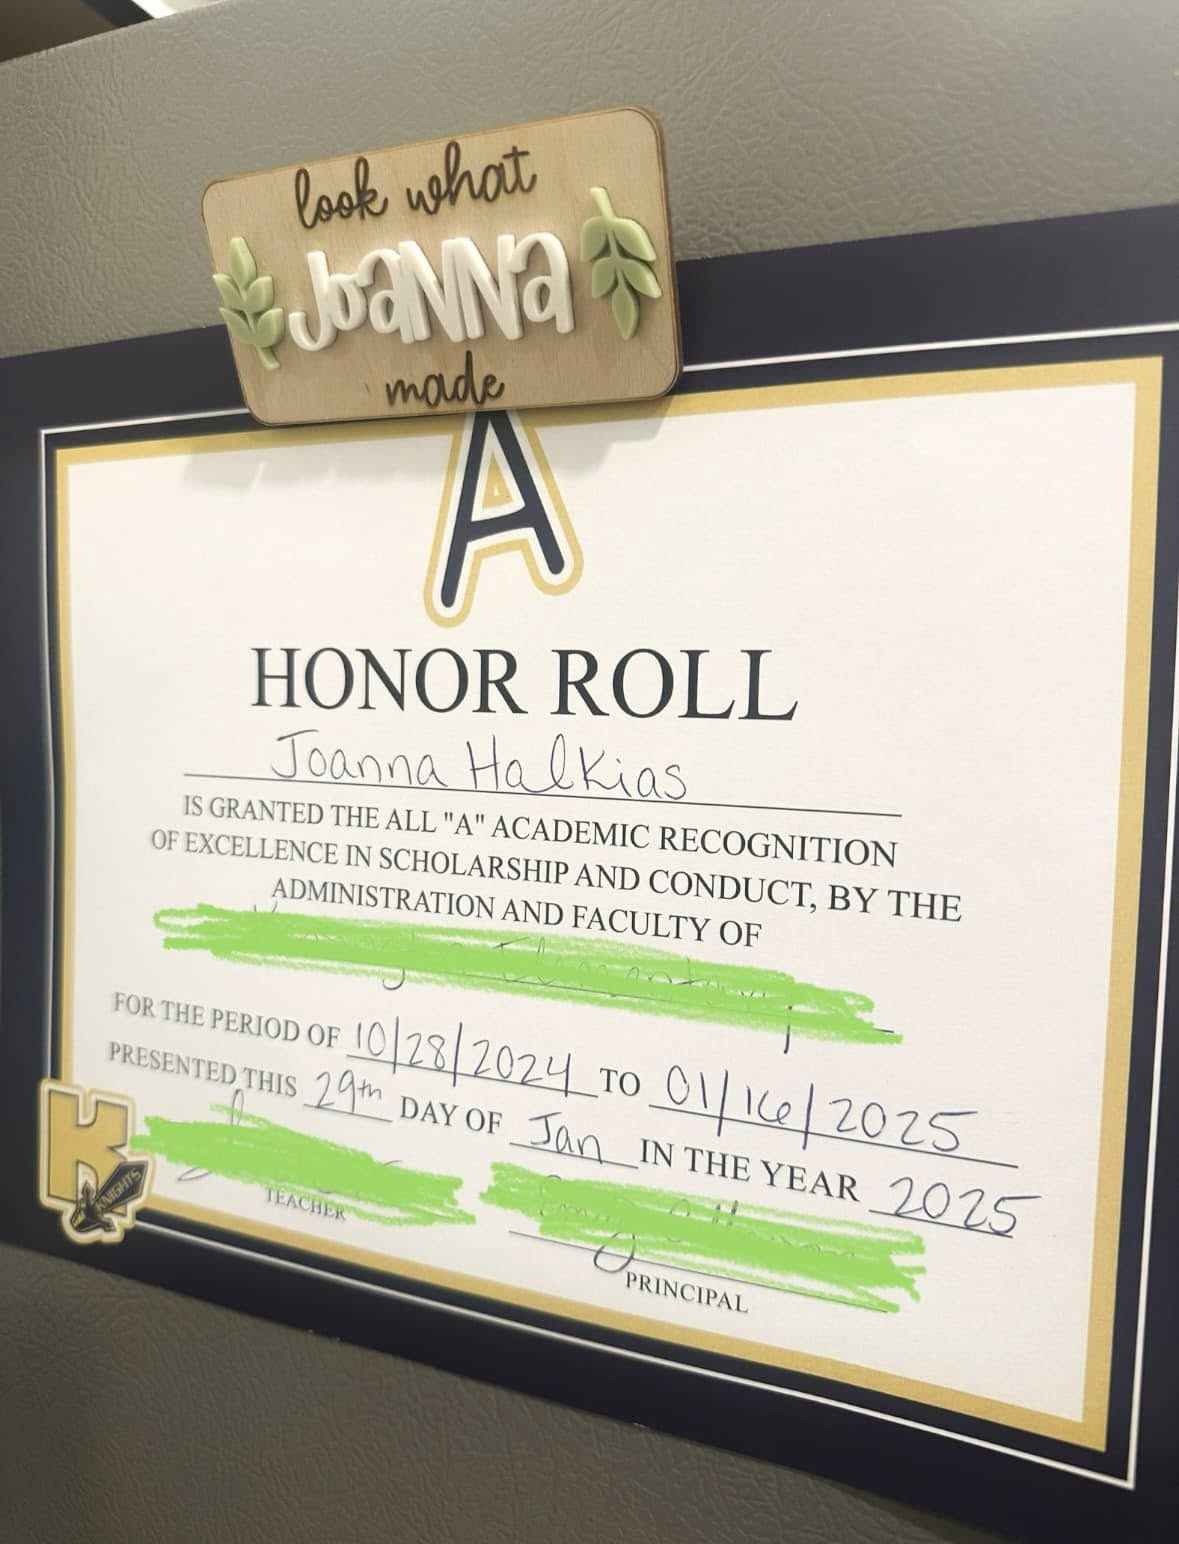 look what
Joanna
made
A
HONOR ROLL
Joanna Halkias
IS GRANTED THE ALL "A" ACADEMIC RECOGNITION
OF EXCELLENCE IN SCHOLARSHIP AND CONDUCT, BY THE
ADMINISTRATION AND FACULTY OF
FOR THE PERIOD OF 10/28/2024 TO 01/16/2025
PRESENTED THIS 29th DAY OF Jan IN THE YEAR 2025
K
KNIGHTS
TEACHER
PRINCIPAL